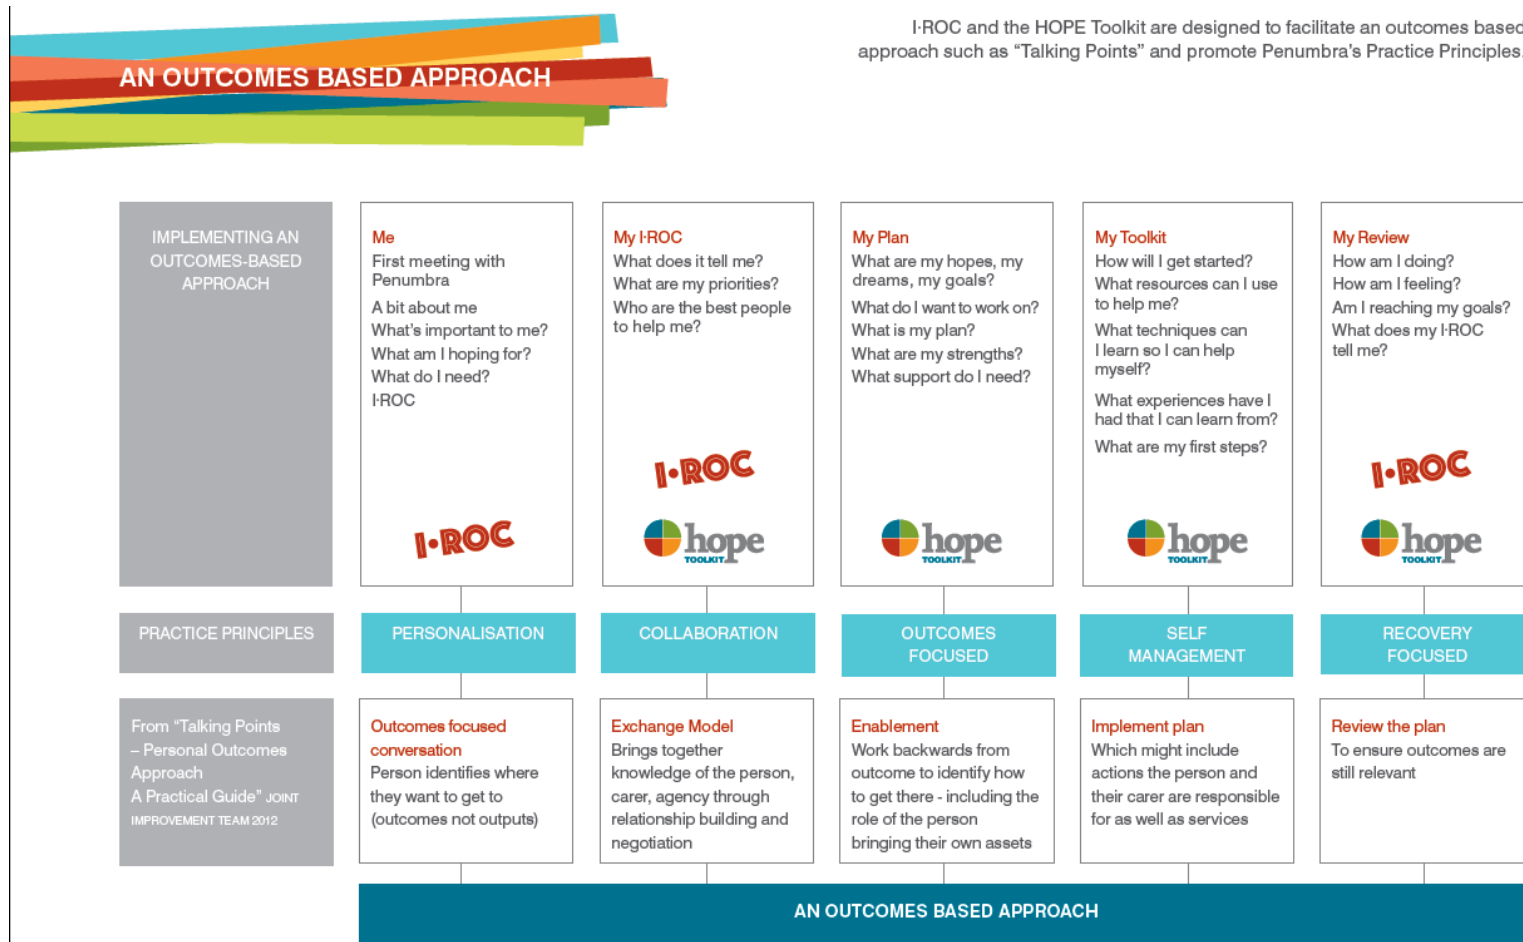 I·ROC and the HOPE Toolkit are designed to facilitate an outcomes based
approach such as “Talking Points” and promote Penumbra’s Practice Principles.
AN OUTCOMES BASED APPROACH
IMPLEMENTING AN
OUTCOMES-BASED
APPROACH
Me
First meeting with
Penumbra
A bit about me
What’s important to me?
What am I hoping for?
What do I need?
I·ROC
I·ROC
My I·ROC
What does it tell me?
What are my priorities?
Who are the best people
to help me?
I·ROC
hope
TOOLKIT
My Plan
What are my hopes, my
dreams, my goals?
What do I want to work on?
What is my plan?
What are my strengths?
What support do I need?
hope
TOOLKIT
My Toolkit
How will I get started?
What resources can I use
to help me?
What techniques can
I learn so I can help
myself?
What experiences have I
had that I can learn from?
What are my first steps?
hope
TOOLKIT
My Review
How am I doing?
How am I feeling?
Am I reaching my goals?
What does my I·ROC
tell me?
I·ROC
hope
TOOLKIT
PRACTICE PRINCIPLES
PERSONALISATION
COLLABORATION
OUTCOMES
FOCUSED
SELF
MANAGEMENT
RECOVERY
FOCUSED
From “Talking Points
– Personal Outcomes
Approach
A Practical Guide” JOINT
IMPROVEMENT TEAM 2012
Outcomes focused
conversation
Person identifies where
they want to get to
(outcomes not outputs)
Exchange Model
Brings together
knowledge of the person,
carer, agency through
relationship building and
negotiation
Enablement
Work backwards from
outcome to identify how
to get there - including the
role of the person
bringing their own assets
Implement plan
Which might include
actions the person and
their carer are responsible
for as well as services
Review the plan
To ensure outcomes are
still relevant
AN OUTCOMES BASED APPROACH